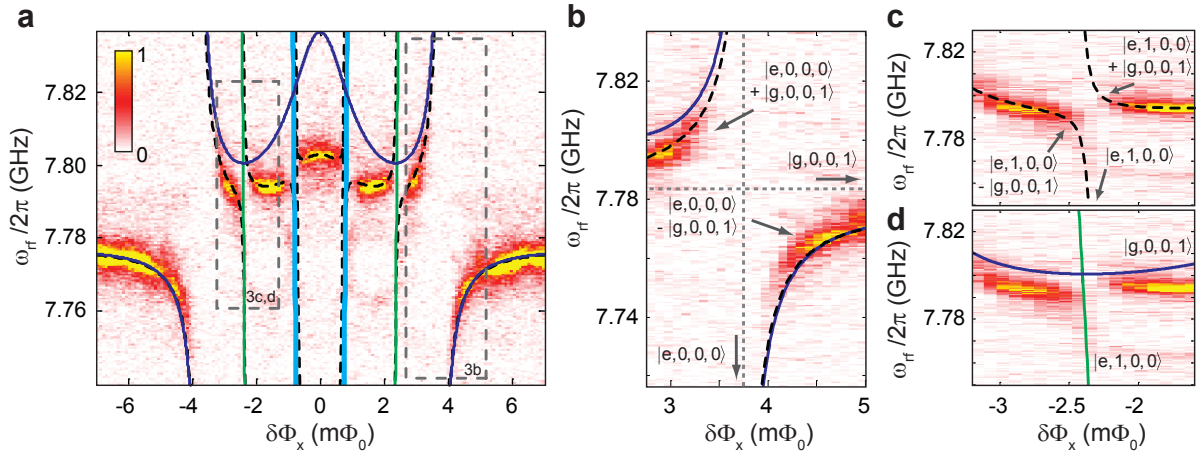 a
1
0
7.82
7.80
7.78
7.76
ω_rf /2π (GHz)
3c,d
3b
-6
-4
-2
0
2
4
6
δΦ_x (mΦ_0)
b
7.82
7.78
7.74
ω_rf /2π (GHz)
|e,0,0,0⟩
+ |g,0,0,1⟩
|g,0,0,1⟩
|e,0,0,0⟩
- |g,0,0,1⟩
|e,0,0,0⟩
3
4
5
δΦ_x (mΦ_0)
c
7.82
7.78
ω_rf /2π (GHz)
|e,1,0,0⟩
+ |g,0,0,1⟩
|e,1,0,0⟩
- |g,0,0,1⟩
|e,1,0,0⟩
d
7.82
7.78
ω_rf /2π (GHz)
|g,0,0,1⟩
|e,1,0,0⟩
-3
-2.5
-2
δΦ_x (mΦ_0)